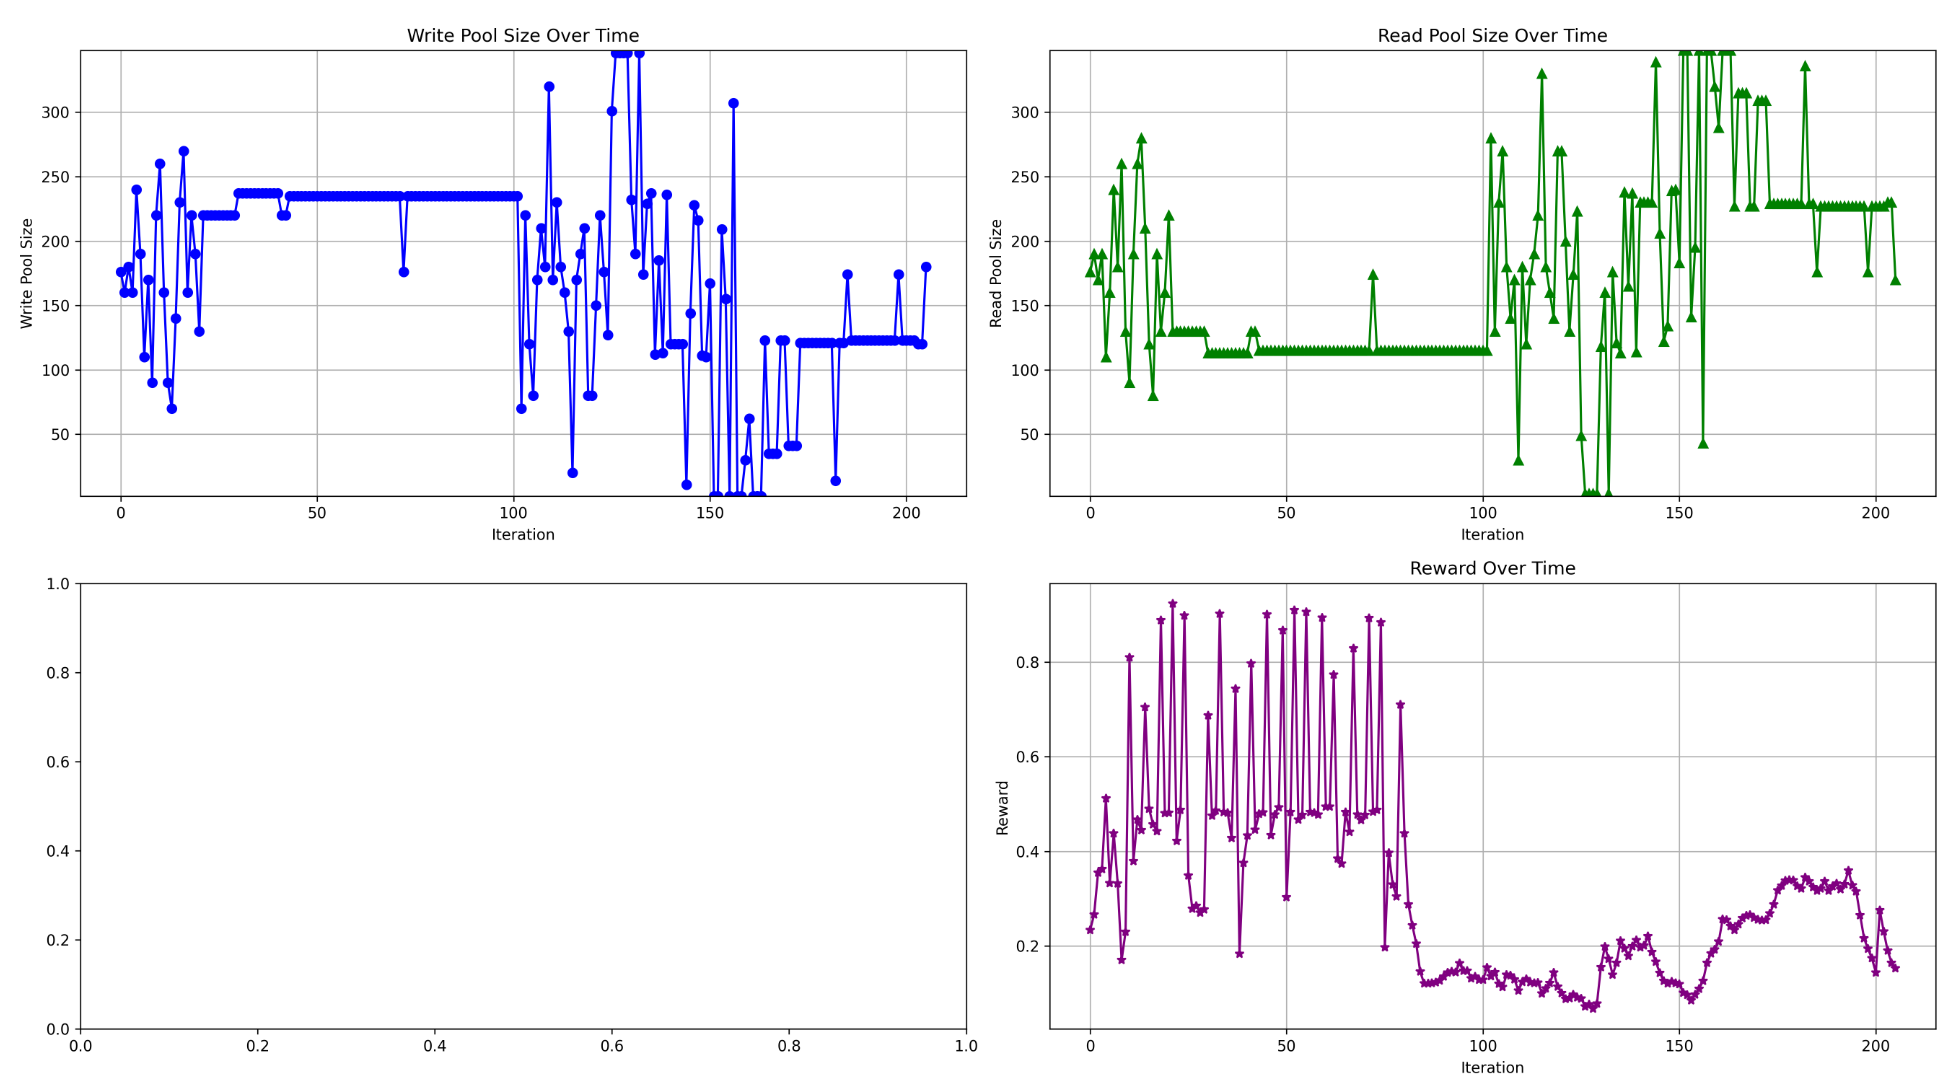 Write Pool Size Over Time
Write Pool Size
300
250
200
150
100
50
0 50 100 150 200
Iteration
Read Pool Size Over Time
Read Pool Size
300
250
200
150
100
50
0 50 100 150 200
Iteration
1.0
0.8
0.6
0.4
0.2
0.0
0.0 0.2 0.4 0.6 0.8 1.0
Reward Over Time
Reward
0.8
0.6
0.4
0.2
0 50 100 150 200
Iteration